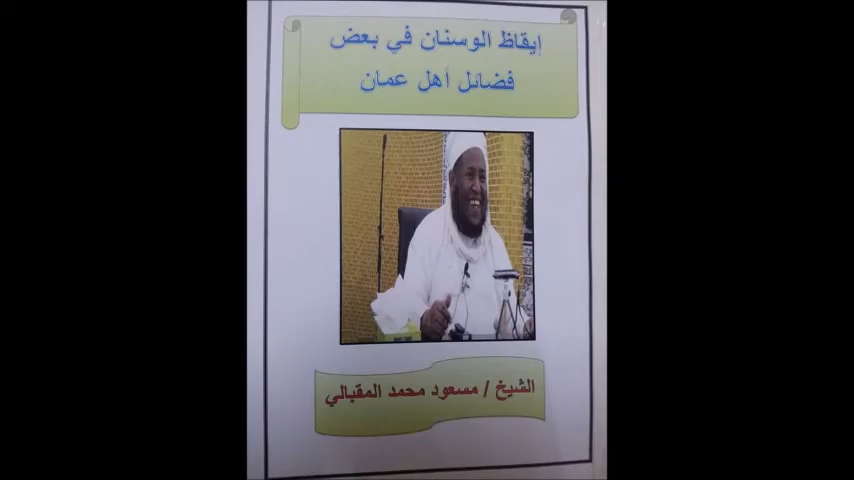 إيقاظ الوسنان في بعض
فضائل أهل عمان
الشيخ / مسعود محمد المقبالي